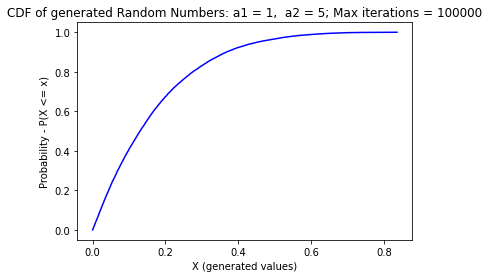 CDF of generated Random Numbers: a1 = 1,  a2 = 5; Max iterations = 100000
1.0
0.8
0.6
0.4
0.2
0.0
Probability - P(X <= x)
0.0 0.2 0.4 0.6 0.8
X (generated values)